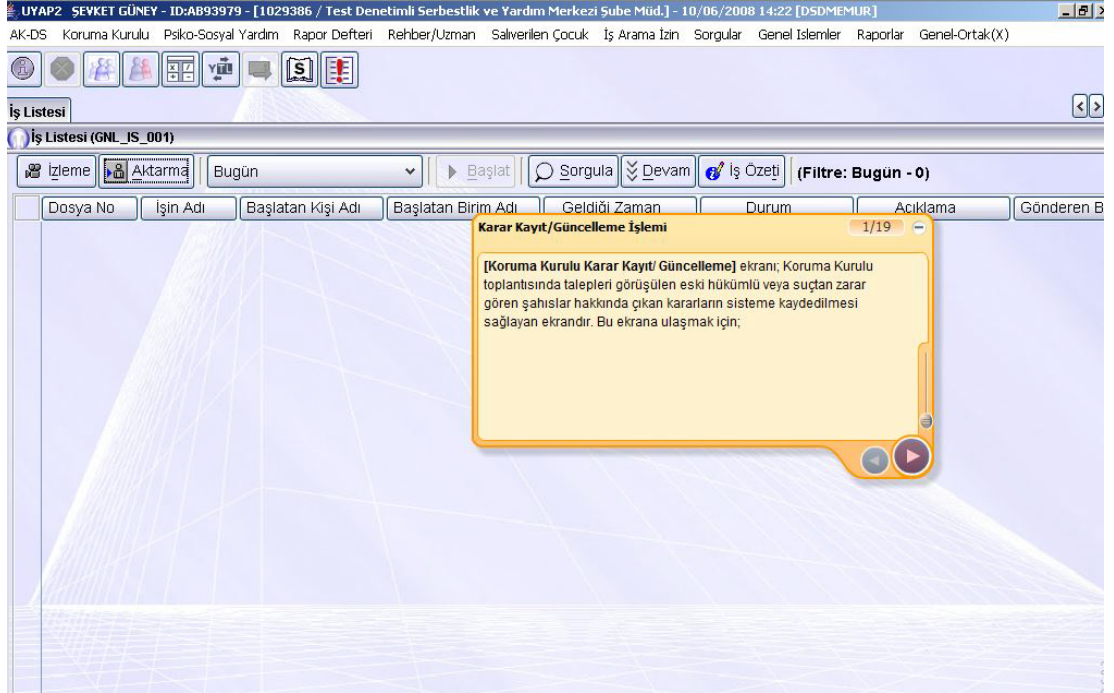 UYAP2 ŞEVKET GÜNEY - ID:AB93979 - [1029386 / Test Denetimli Serbestlik ve Yardım Merkezi Şube Müd.] - 10/06/2008 14:22 [DSDMEMUR]
AK-DS Koruma Kurulu Psiko-Sosyal Yardım Rapor Defteri Rehber/Uzman Salıverilen Çocuk İş Arama İzin Sorgular Genel Islemler Raporlar Genel-Ortak(X)
YTL S
İş Listesi
İş Listesi (GNL_IS_001)
İzleme Aktarma Bugün Başlat Sorgula Devam İş Özeti (Filtre: Bugün - 0)
Dosya No İşin Adı Başlatan Kişi Adı Başlatan Birim Adı Geldiği Zaman Durum Açıklama Gönderen B
Karar Kayıt/Güncelleme İşlemi 1/19
[Koruma Kurulu Karar Kayıt/ Güncelleme] ekranı; Koruma Kurulu
toplantısında talepleri görüşülen eski hükümlü veya suçtan zarar
gören şahıslar hakkında çıkan kararların sisteme kaydedilmesi
sağlayan ekrandır. Bu ekrana ulaşmak için;